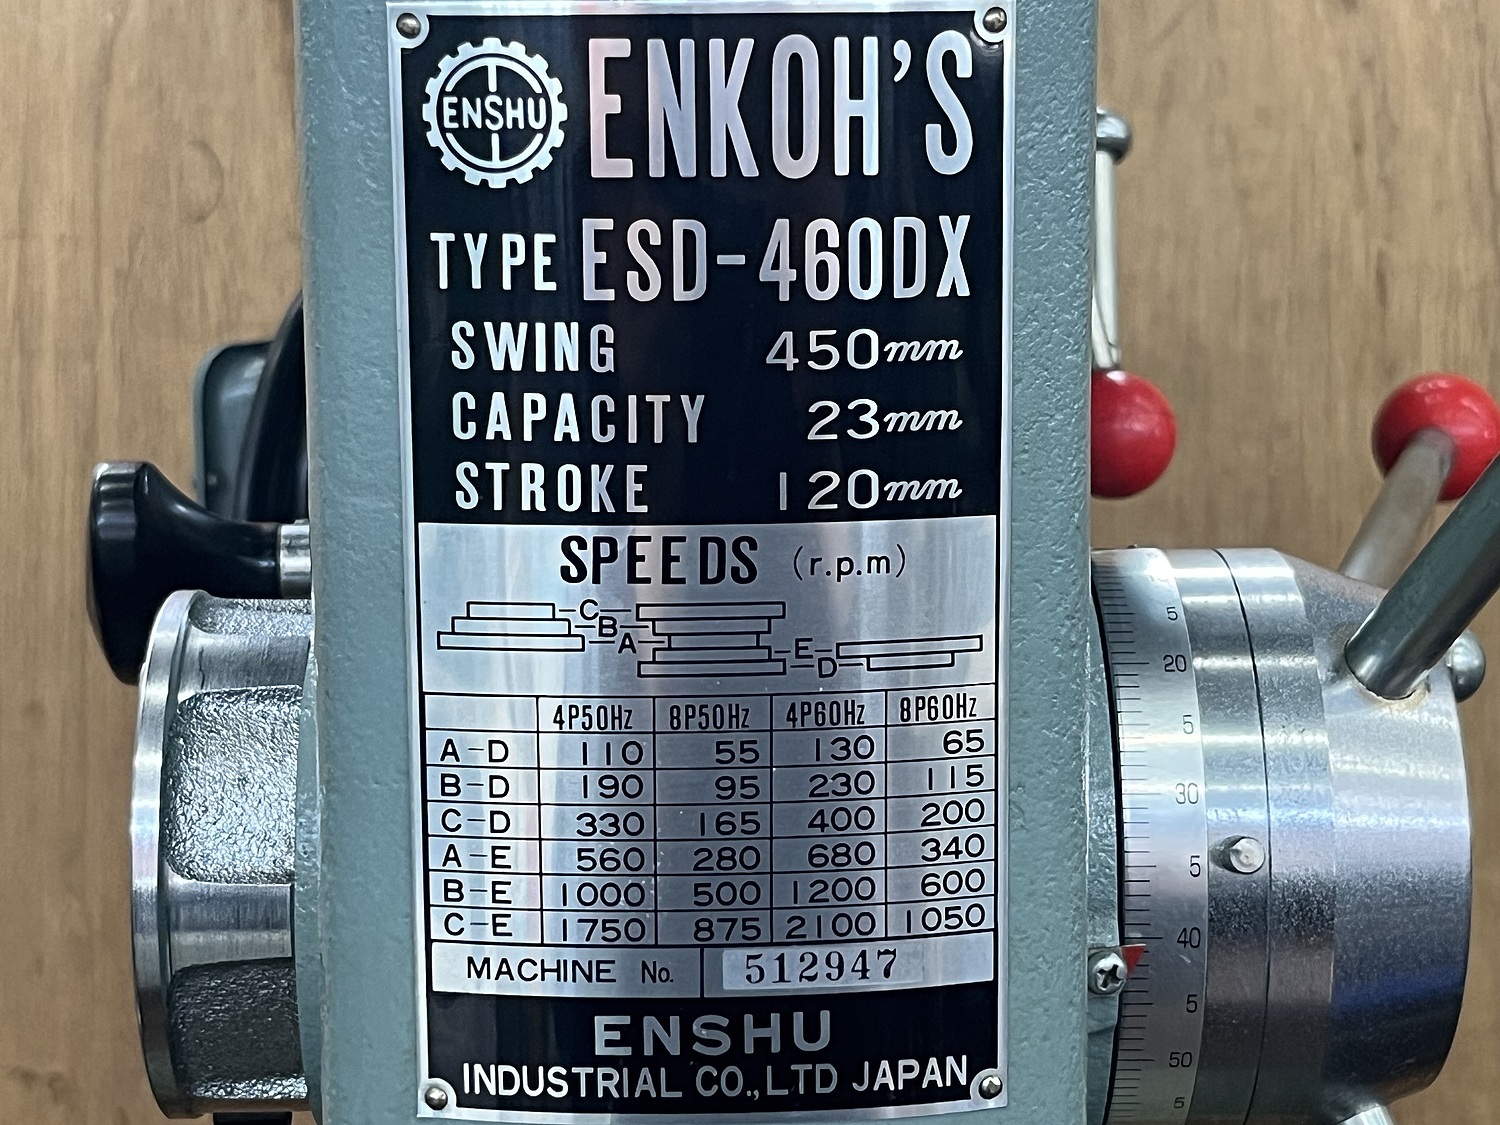 ENSHU
ENKOH'S
TYPE ESD-460DX
SWING 450mm
CAPACITY 23mm
STROKE 120mm
SPEEDS (r.p.m)
C
B
A
E
D
4P50Hz 8P50Hz 4P60Hz 8P60Hz
A-D 110 55 130 65
B-D 190 95 230 115
C-D 330 165 400 200
A-E 560 280 680 340
B-E 1000 500 1200 600
C-E 1750 875 2100 1050
MACHINE No. 512947
ENSHU
INDUSTRIAL CO.,LTD JAPAN
5
20
5
30
5
40
5
50
5